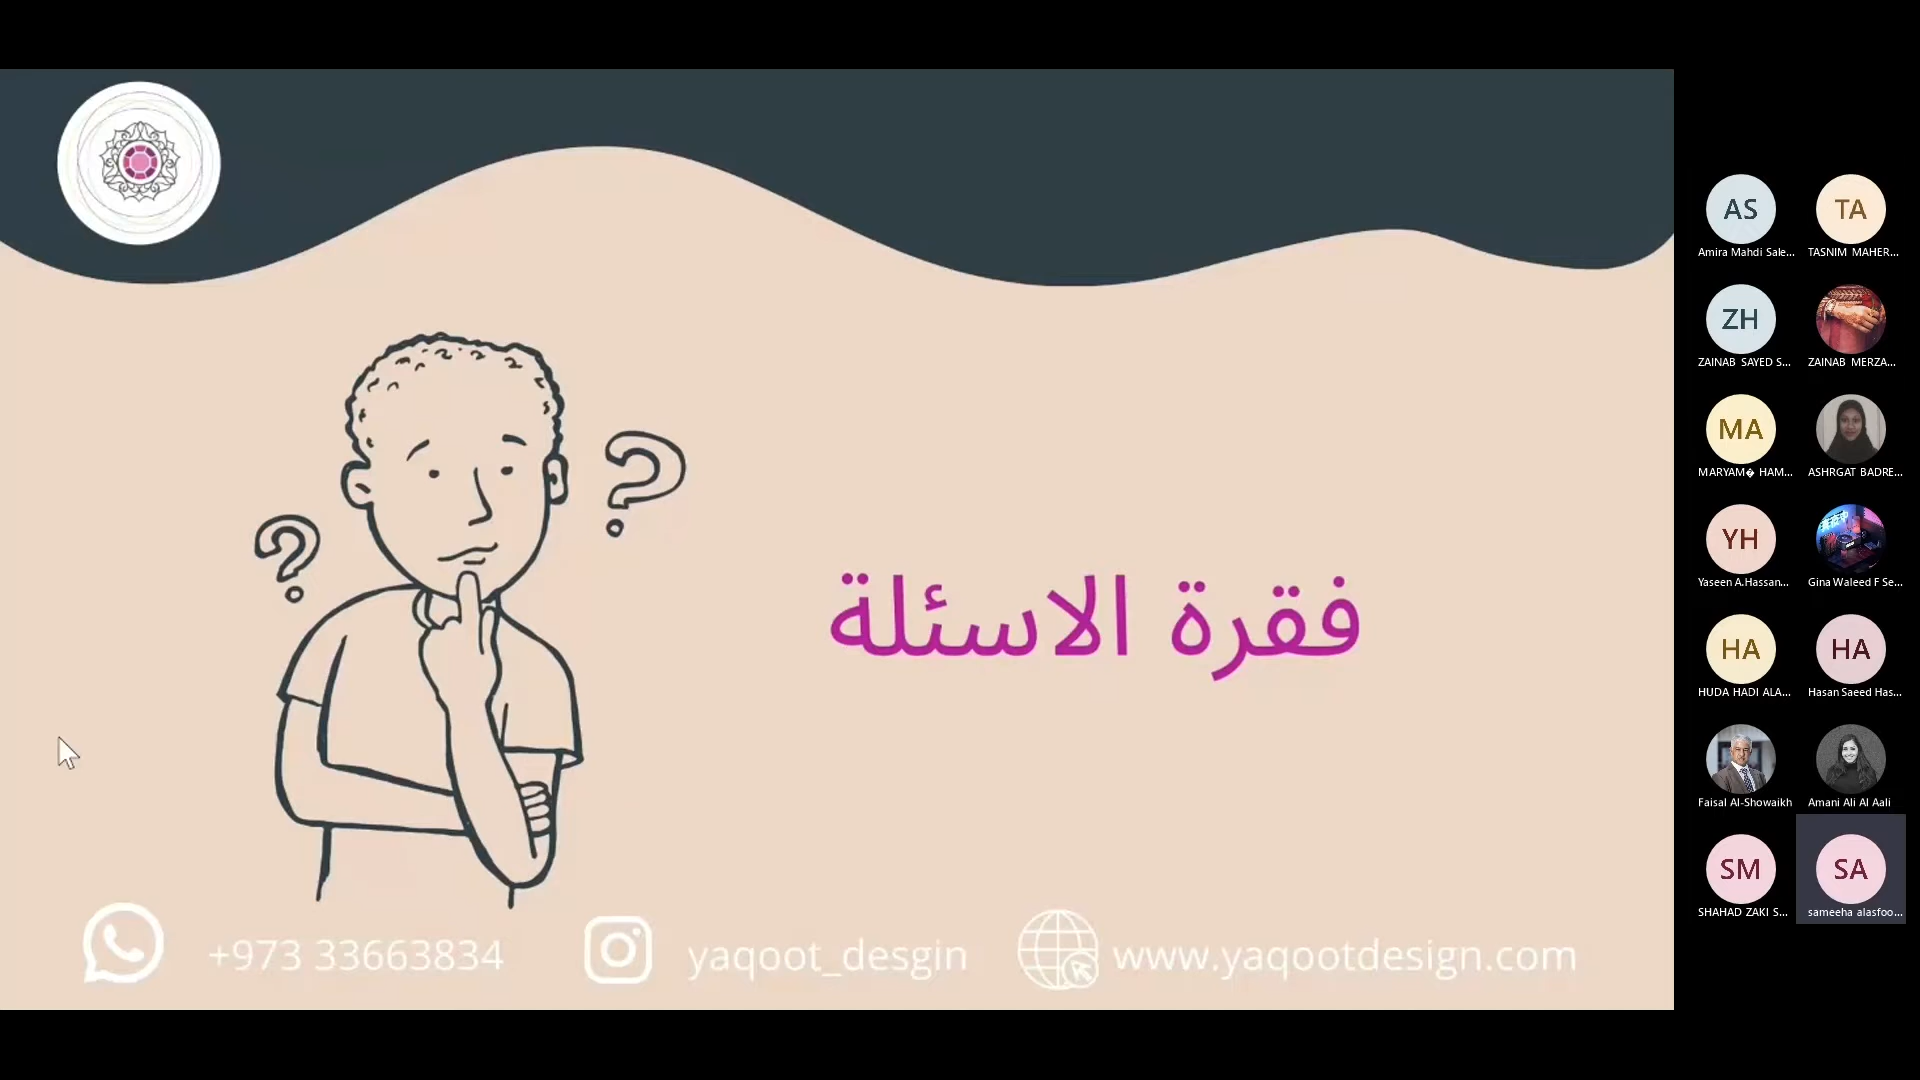 فقرة الاسئلة
+973 33663834
yaqoot_desgin
www.yaqootdesign.com
AS
Amira Mahdi Sale...
TA
TASNIM MAHER...
ZH
ZAINAB SAYED S...
ZAINAB MERZA...
MA
MARYAM� HAM...
ASHRGAT BADRE...
YH
Yaseen A.Hassan...
Gina Waleed F Se...
HA
HUDA HADI ALA...
HA
Hasan Saeed Has...
Faisal Al-Showaikh
Amani Ali Al Aali
SM
SHAHAD ZAKI S...
SA
sameeha alasfoo...